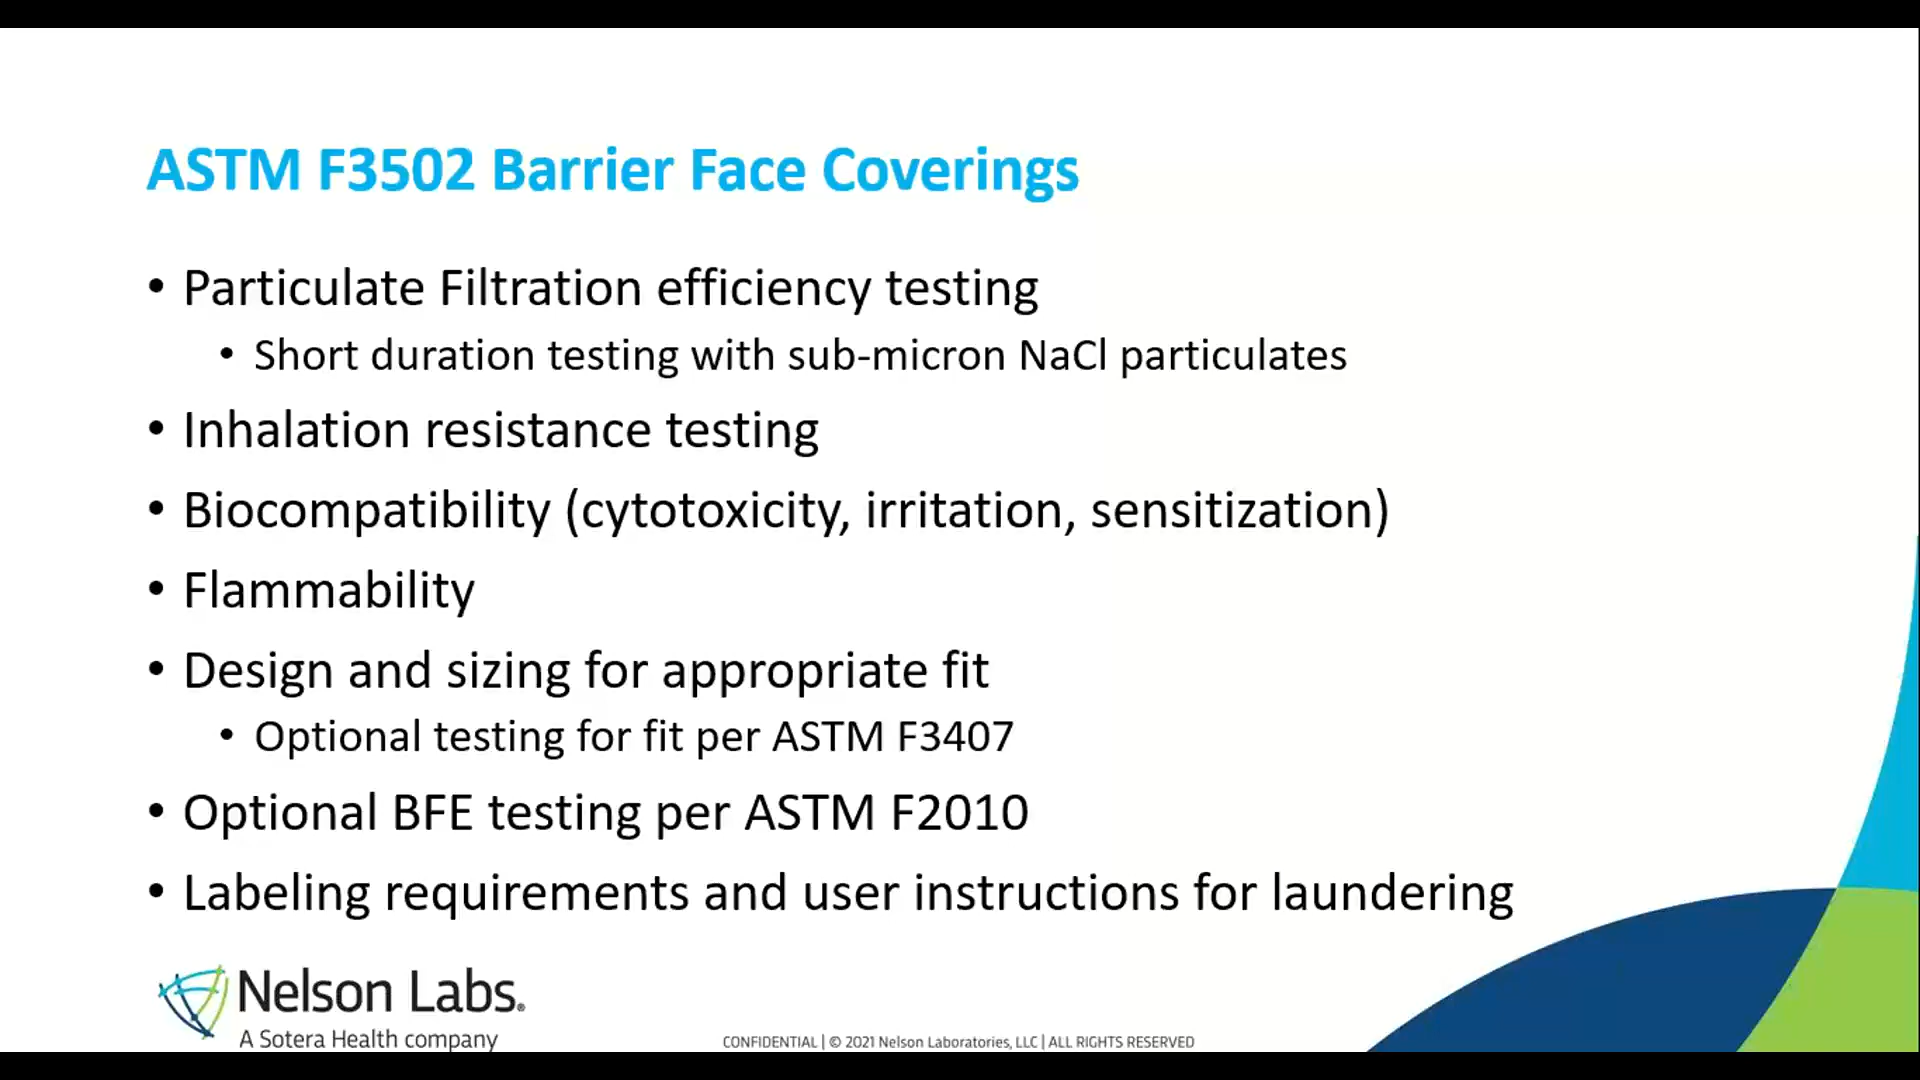 ASTM F3502 Barrier Face Coverings
• Particulate Filtration efficiency testing
• Short duration testing with sub-micron NaCl particulates
• Inhalation resistance testing
• Biocompatibility (cytotoxicity, irritation, sensitization)
• Flammability
• Design and sizing for appropriate fit
• Optional testing for fit per ASTM F3407
• Optional BFE testing per ASTM F2010
• Labeling requirements and user instructions for laundering
Nelson Labs®
A Sotera Health company
CONFIDENTIAL | © 2021 Nelson Laboratories, LLC | ALL RIGHTS RESERVED